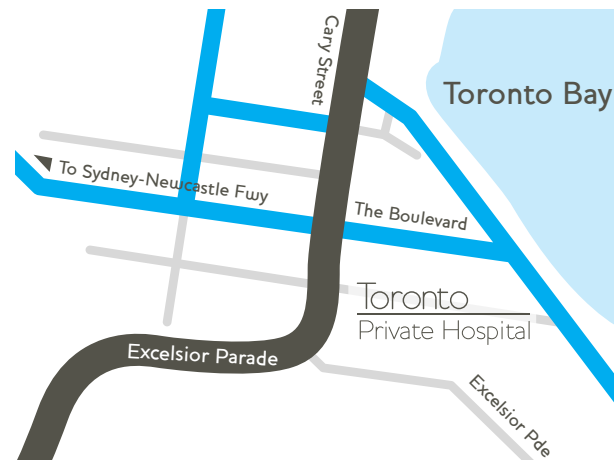 Cary Street
Toronto Bay
To Sydney-Newcastle Fwy
The Boulevard
Toronto
Private Hospital
Excelsior Parade
Excelsior Pde